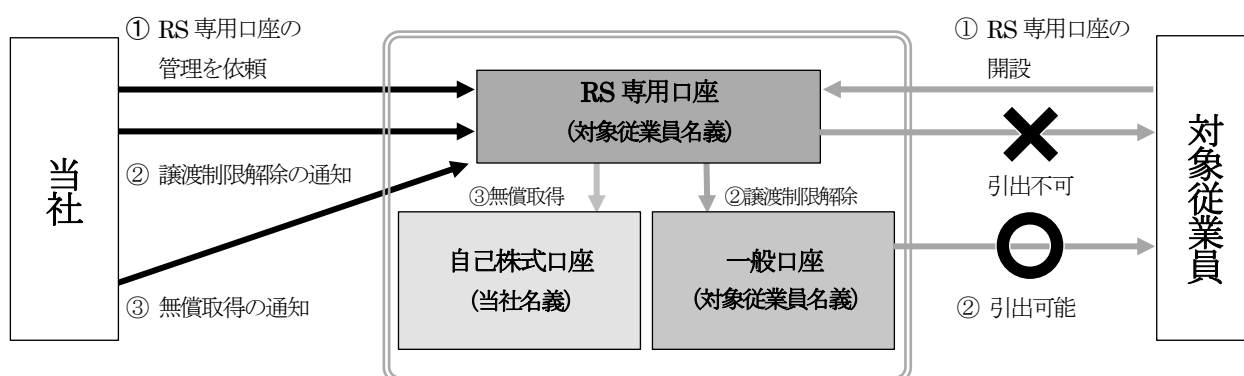 当社
① RS 専用口座の
管理を依頼
② 譲渡制限解除の通知
③ 無償取得の通知
RS 専用口座
(対象従業員名義)
③無償取得
②譲渡制限解除
自己株式口座
(当社名義)
一般口座
(対象従業員名義)
① RS 専用口座の
開設
引出不可
② 引出可能
対象従業員